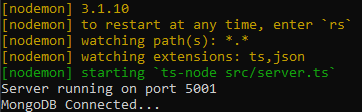 [nodemon] 3.1.10
[nodemon] to restart at any time, enter `rs`
[nodemon] watching path(s): *.*
[nodemon] watching extensions: ts,json
[nodemon] starting `ts-node src/server.ts`
Server running on port 5001
MongoDB Connected...